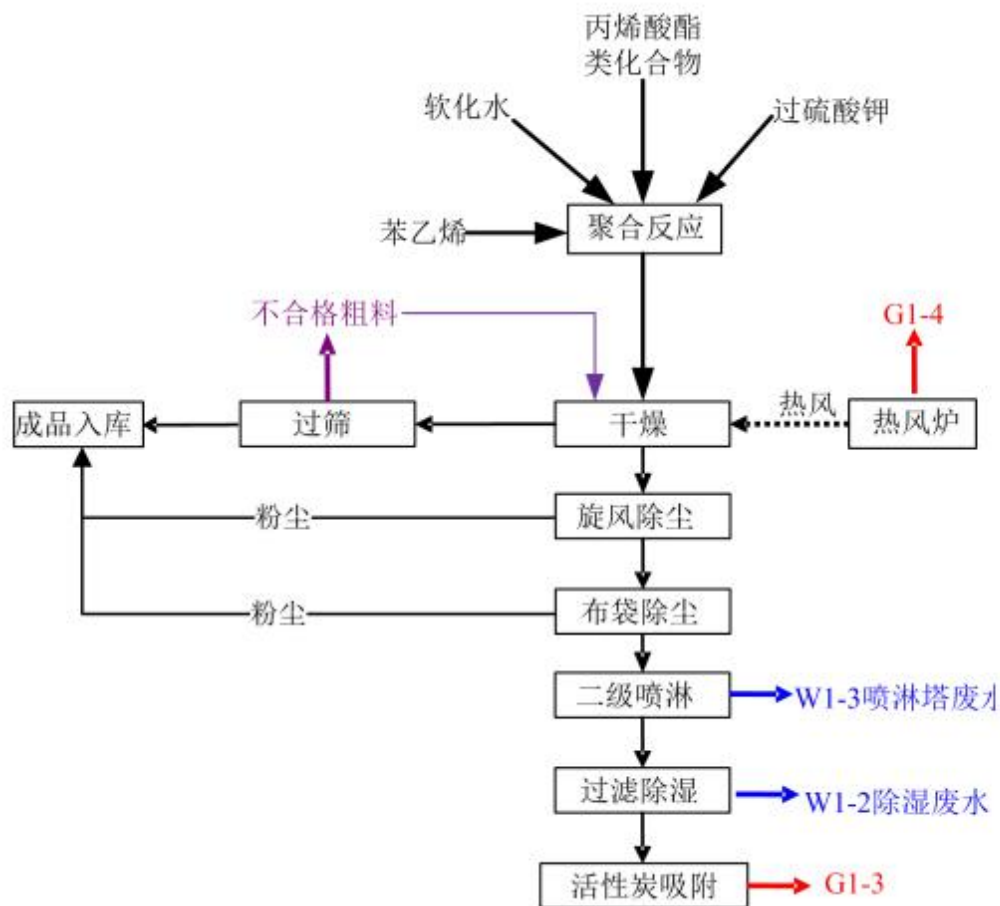 丙烯酸酯
类化合物
软化水
过硫酸钾
苯乙烯
聚合反应
不合格粗料
G1-4
热风
成品入库
过筛
干燥
热风炉
粉尘
旋风除尘
粉尘
布袋除尘
二级喷淋
W1-3喷淋塔废水
过滤除湿
W1-2除湿废水
活性炭吸附
G1-3